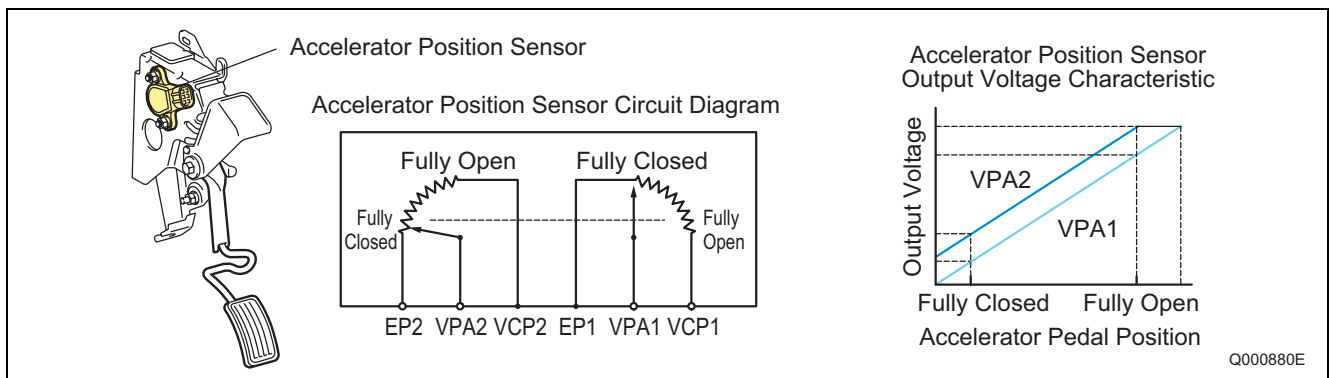 Accelerator Position Sensor
Accelerator Position Sensor Circuit Diagram
Fully Open
Fully Closed
Fully
Closed
Fully
Open
EP2 VPA2 VCP2 EP1 VPA1 VCP1
Accelerator Position Sensor
Output Voltage Characteristic
Output Voltage
VPA2
VPA1
Fully Closed
Fully Open
Accelerator Pedal Position
Q000880E